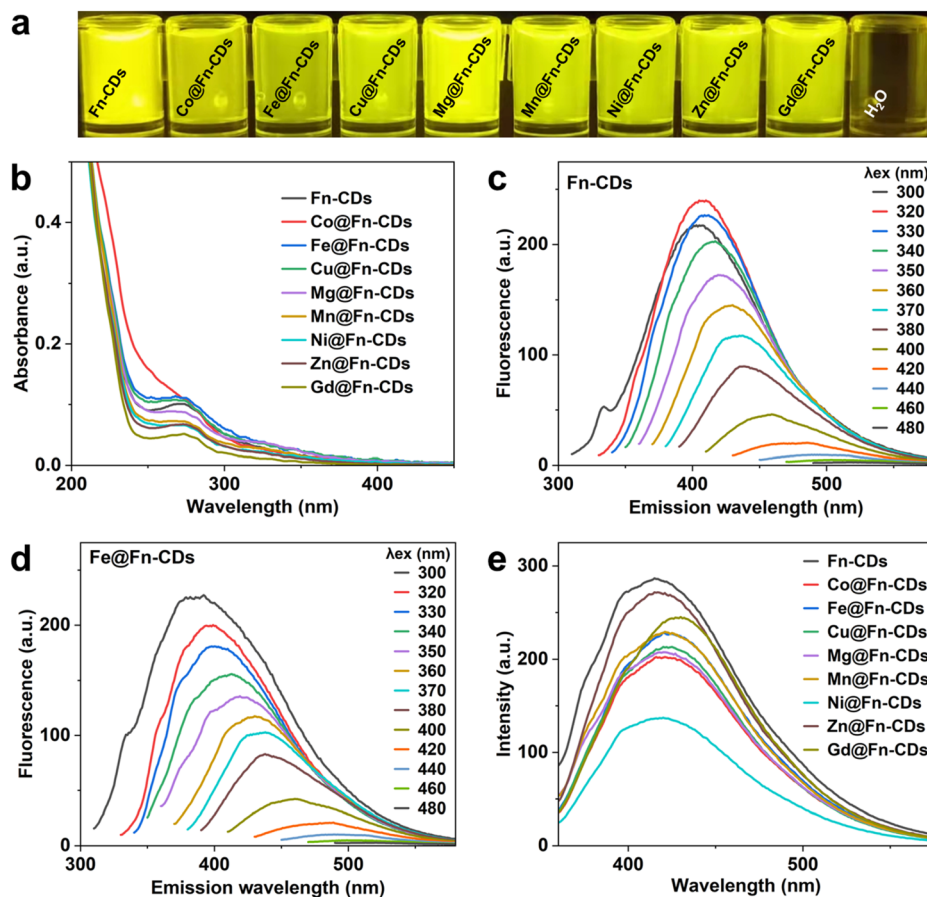 a
Fn-CDs
Co@Fn-CDs
Fe@Fn-CDs
Cu@Fn-CDs
Mg@Fn-CDs
Mn@Fn-CDs
Ni@Fn-CDs
Zn@Fn-CDs
Gd@Fn-CDs
H₂O
b
Absorbance (a.u.)
0.4
0.2
0.0
200
300
400
Wavelength (nm)
Fn-CDs
Co@Fn-CDs
Fe@Fn-CDs
Cu@Fn-CDs
Mg@Fn-CDs
Mn@Fn-CDs
Ni@Fn-CDs
Zn@Fn-CDs
Gd@Fn-CDs
c
Fn-CDs
Fluorescence (a.u.)
200
100
0
300
400
500
Emission wavelength (nm)
λex (nm)
300
320
330
340
350
360
370
380
400
420
440
460
480
d
Fe@Fn-CDs
Fluorescence (a.u.)
200
100
0
300
400
500
Emission wavelength (nm)
λex (nm)
300
320
330
340
350
360
370
380
400
420
440
460
480
e
Intensity (a.u.)
300
200
100
0
400
500
Wavelength (nm)
Fn-CDs
Co@Fn-CDs
Fe@Fn-CDs
Cu@Fn-CDs
Mg@Fn-CDs
Mn@Fn-CDs
Ni@Fn-CDs
Zn@Fn-CDs
Gd@Fn-CDs